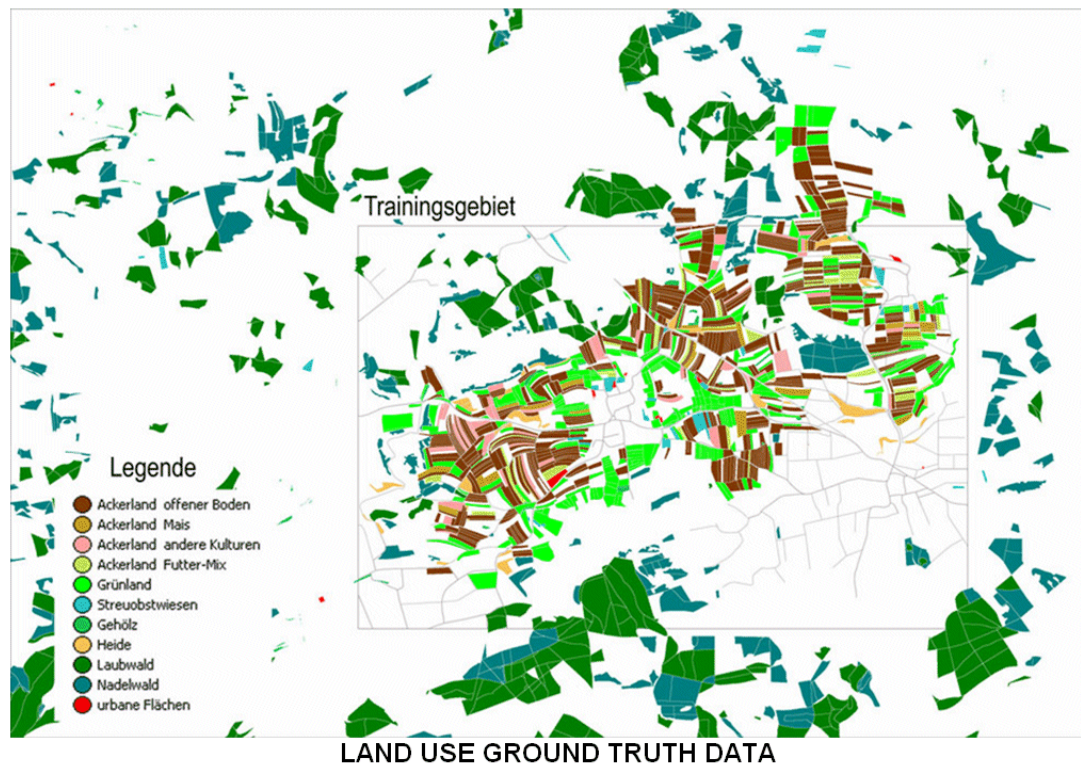 Trainingsgebiet
Legende
Ackerland offener Boden
Ackerland Mais
Ackerland andere Kulturen
Ackerland Futter-Mix
Grünland
Streuobstwiesen
Gehölz
Heide
Laubwald
Nadelwald
urbane Flächen
LAND USE GROUND TRUTH DATA